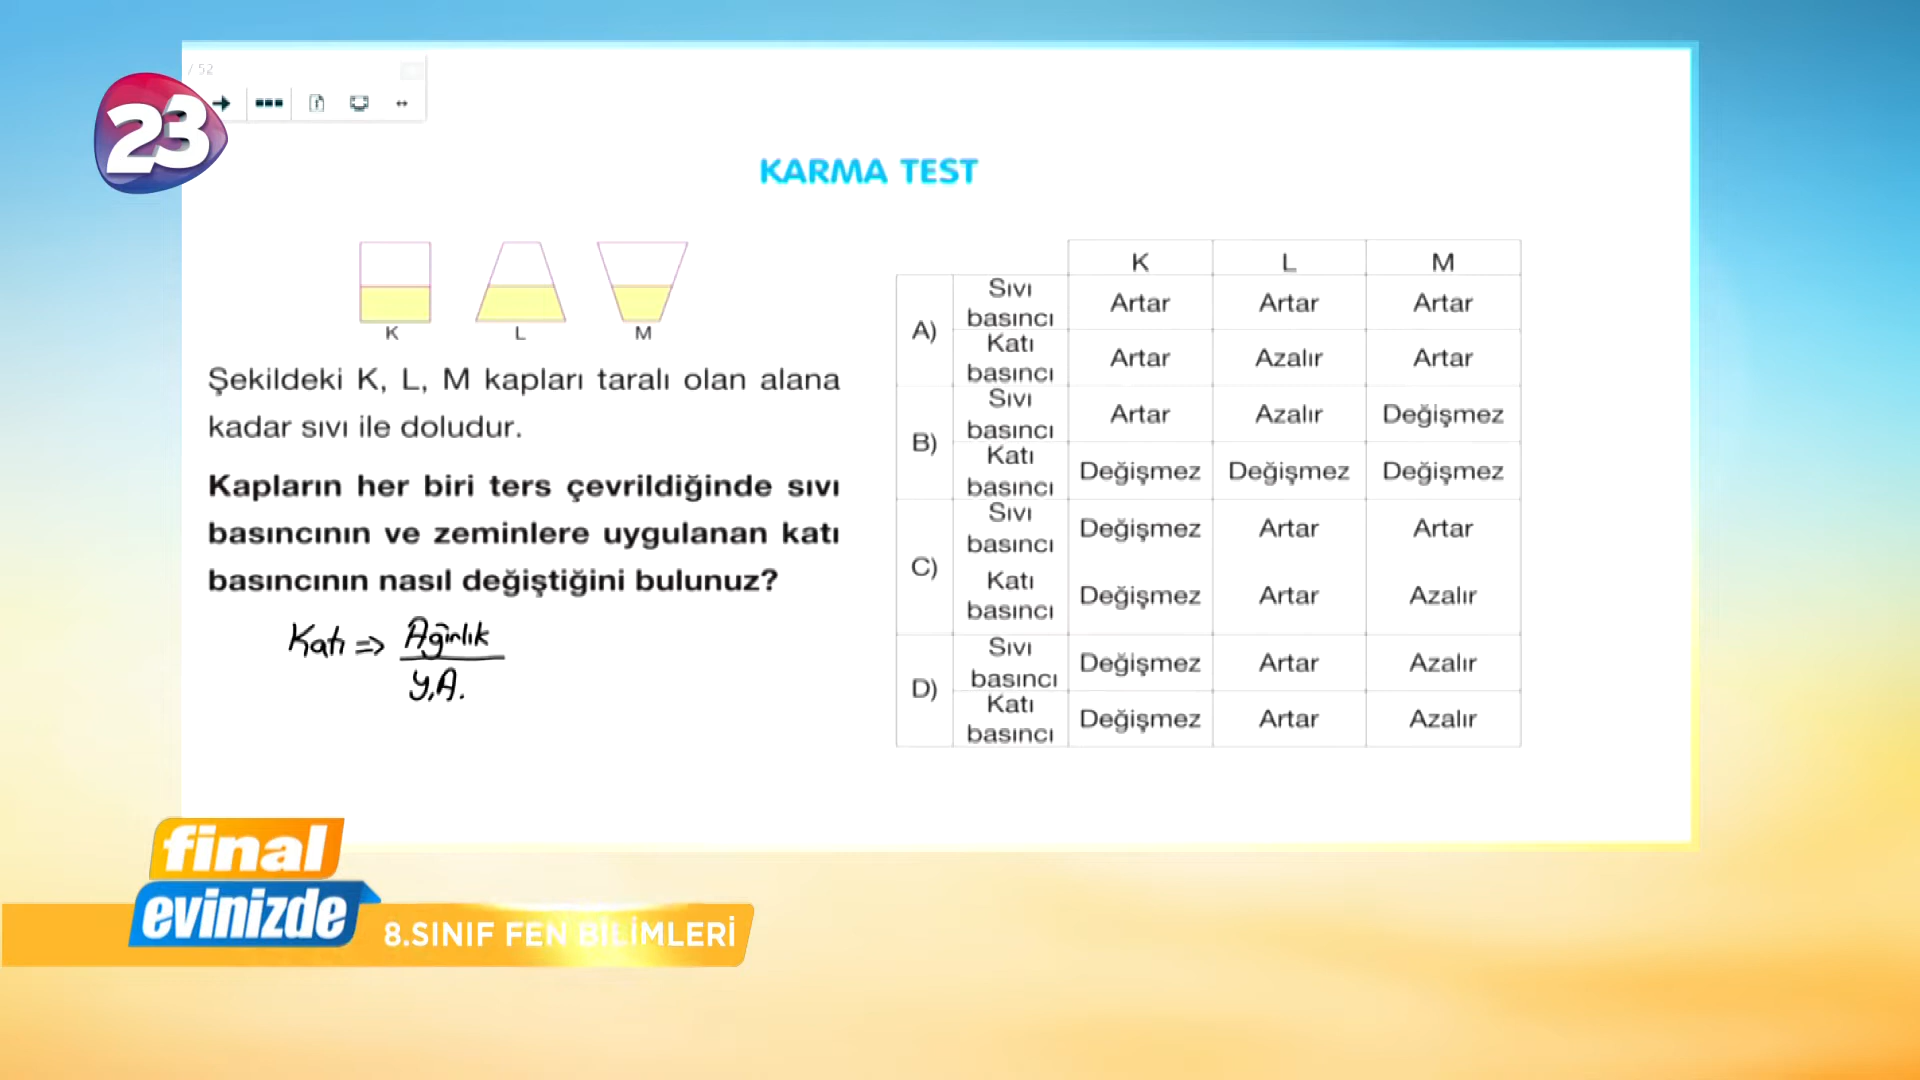 / 52
23
KARMA TEST
K L M
Şekildeki K, L, M kapları taralı olan alana
kadar sıvı ile doludur.
Kapların her biri ters çevrildiğinde sıvı
basıncının ve zeminlere uygulanan katı
basıncının nasıl değiştiğini bulunuz?
Katı => Ağırlık
Y.A.
K L M
A) Sıvı basıncı Artar Artar Artar
Katı basıncı Artar Azalır Artar
B) Sıvı basıncı Artar Azalır Değişmez
Katı basıncı Değişmez Değişmez Değişmez
C) Sıvı basıncı Değişmez Artar Artar
Katı basıncı Değişmez Artar Azalır
D) Sıvı basıncı Değişmez Artar Azalır
Katı basıncı Değişmez Artar Azalır
final
evinizde
8.SINIF FEN BİLİMLERİ